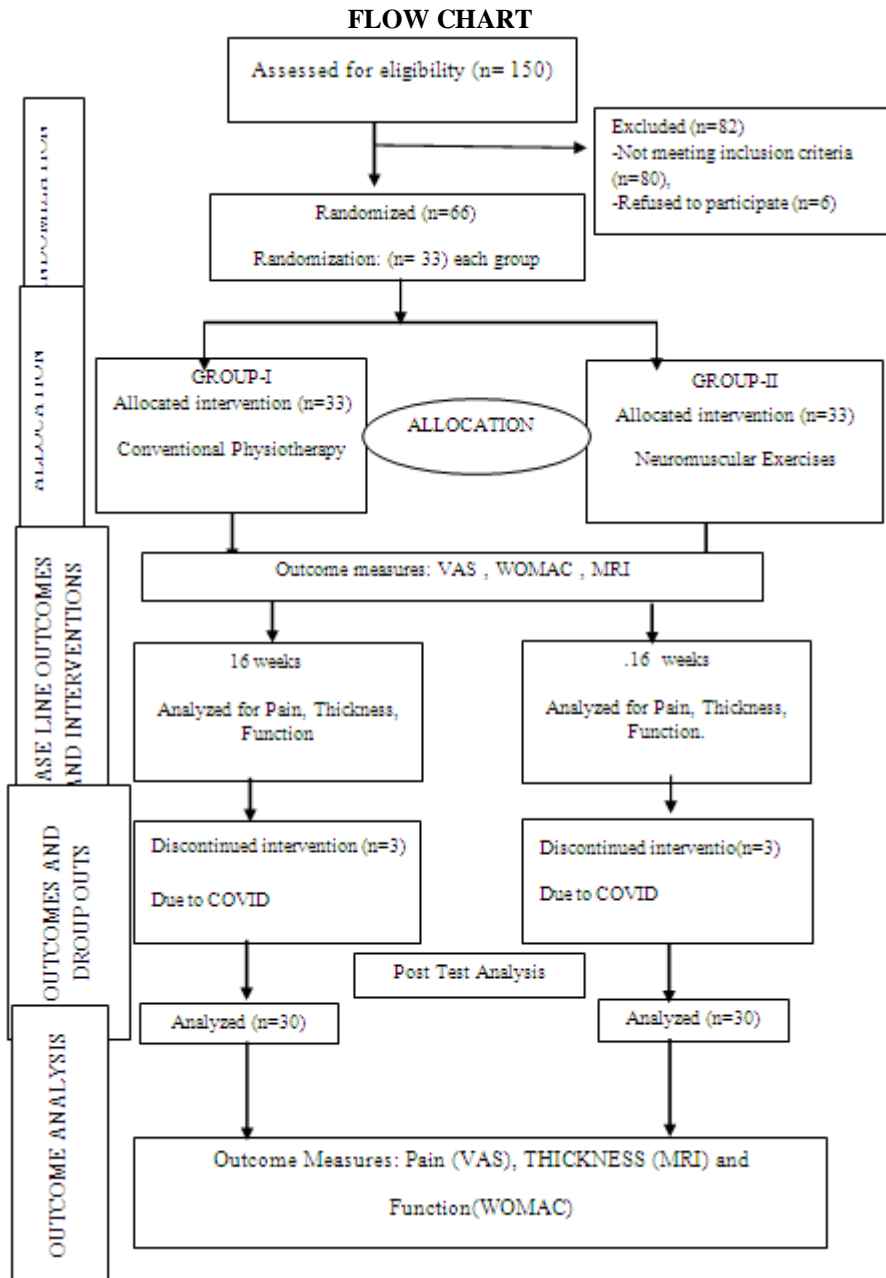 FLOW CHART
Assessed for eligibility (n= 150)
Excluded (n=82)
-Not meeting inclusion criteria
(n=80),
-Refused to participate (n=6)
Randomized (n=66)
Randomization: (n= 33) each group
ALLOCATION
GROUP-I
Allocated intervention (n=33)
Conventional Physiotherapy
ALLOCATION
GROUP-II
Allocated intervention (n=33)
Neuromuscular Exercises
Outcome measures: VAS , WOMAC , MRI
ASE LINE OUTCOMES
AND INTERVENTIONS
16 weeks
Analyzed for Pain, Thickness,
Function
.16 weeks
Analyzed for Pain, Thickness,
Function.
OUTCOMES AND
DROUP OUTS
Discontinued intervention (n=3)
Due to COVID
Discontinued interventio(n=3)
Due to COVID
Post Test Analysis
Analyzed (n=30)
Analyzed (n=30)
OUTCOME ANALYSIS
Outcome Measures: Pain (VAS), THICKNESS (MRI) and
Function(WOMAC)